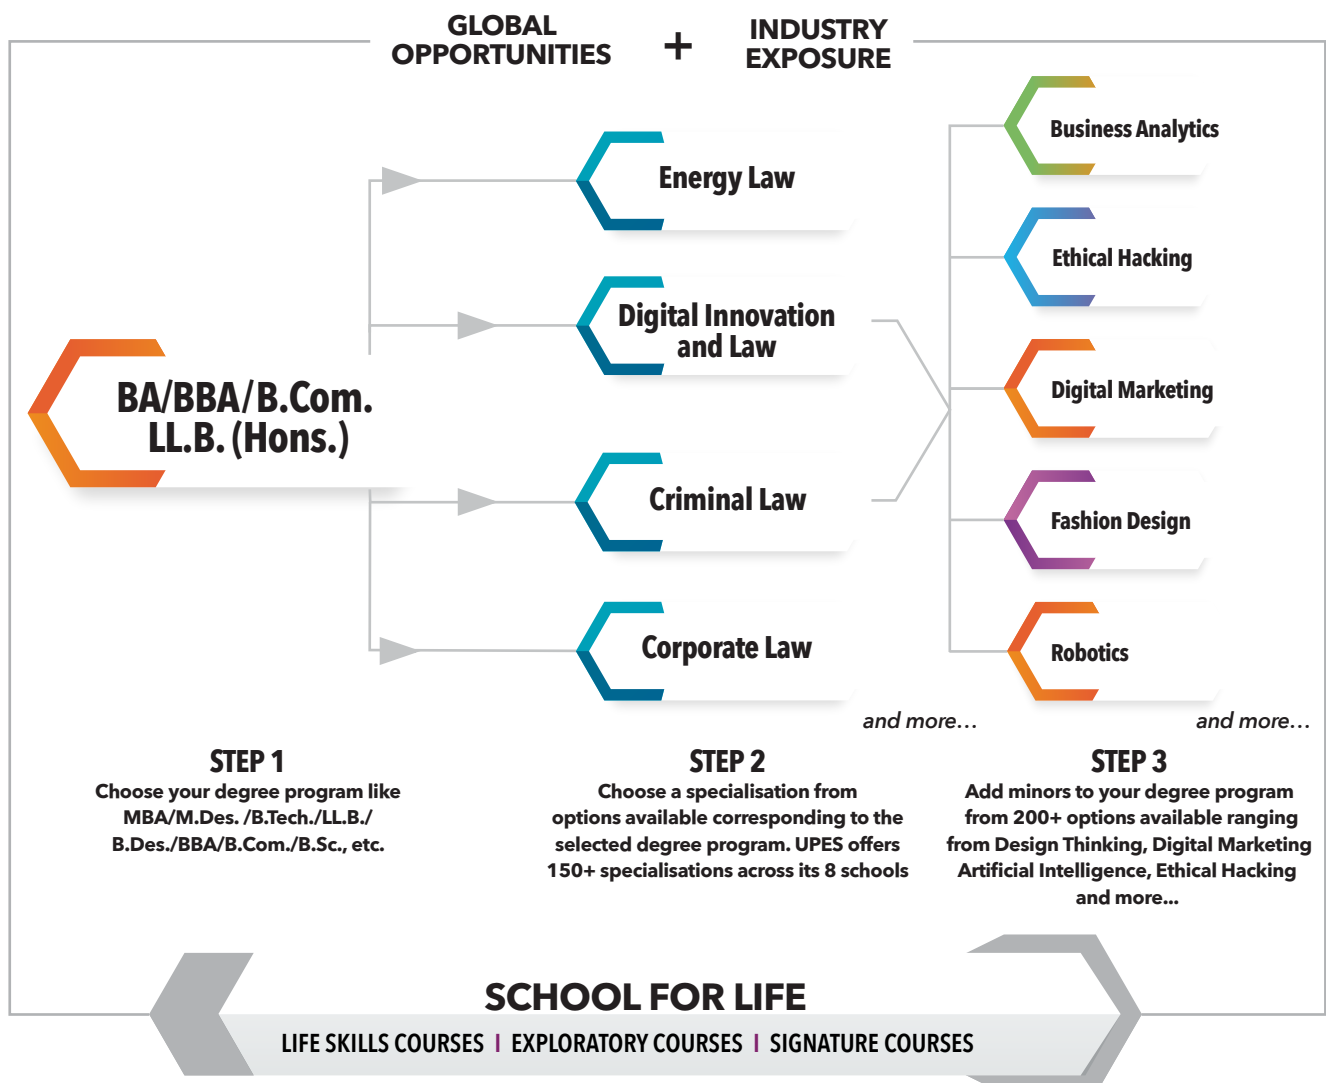 GLOBAL
OPPORTUNITIES
+
INDUSTRY
EXPOSURE
BA/BBA/B.Com.
LL.B. (Hons.)
Energy Law
Digital Innovation
and Law
Criminal Law
Corporate Law
and more...
Business Analytics
Ethical Hacking
Digital Marketing
Fashion Design
Robotics
and more...
STEP 1
Choose your degree program like
MBA/M.Des. /B.Tech./LL.B./
B.Des./BBA/B.Com./B.Sc., etc.
STEP 2
Choose a specialisation from
options available corresponding to the
selected degree program. UPES offers
150+ specialisations across its 8 schools
STEP 3
Add minors to your degree program
from 200+ options available ranging
from Design Thinking, Digital Marketing
Artificial Intelligence, Ethical Hacking
and more...
SCHOOL FOR LIFE
LIFE SKILLS COURSES I EXPLORATORY COURSES I SIGNATURE COURSES